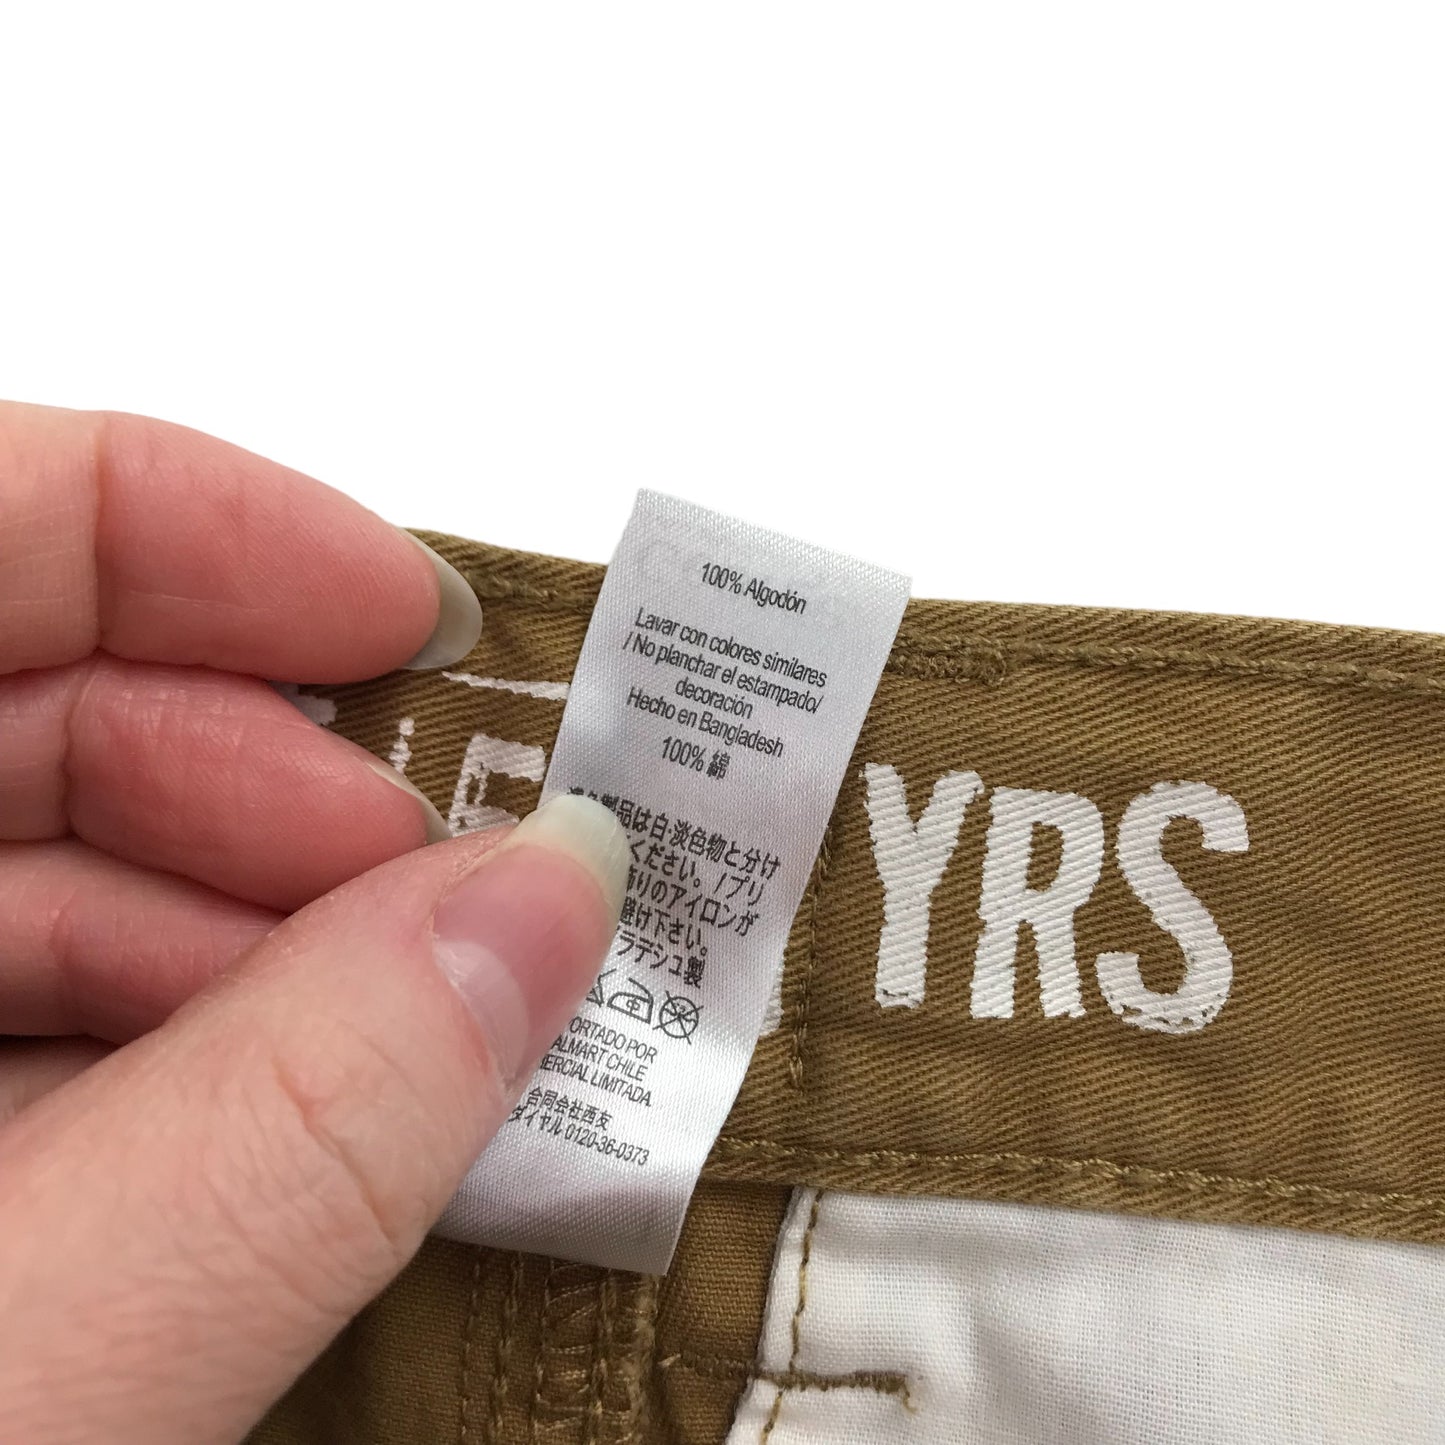 100% Algodón
Lavar con colores similares
/ No planchar el estampado/
decoración
Hecho en Bangladesh
100% 綿
製品は白・淡色物と分け
ください。/プリ
飾りのアイロンが
避け下さい。
ラデシュ製
ORTADO POR
ALMART CHILE
ERCIAL LIMITADA.
合同会社西友
ダイヤル 0120-36-0373
YRS